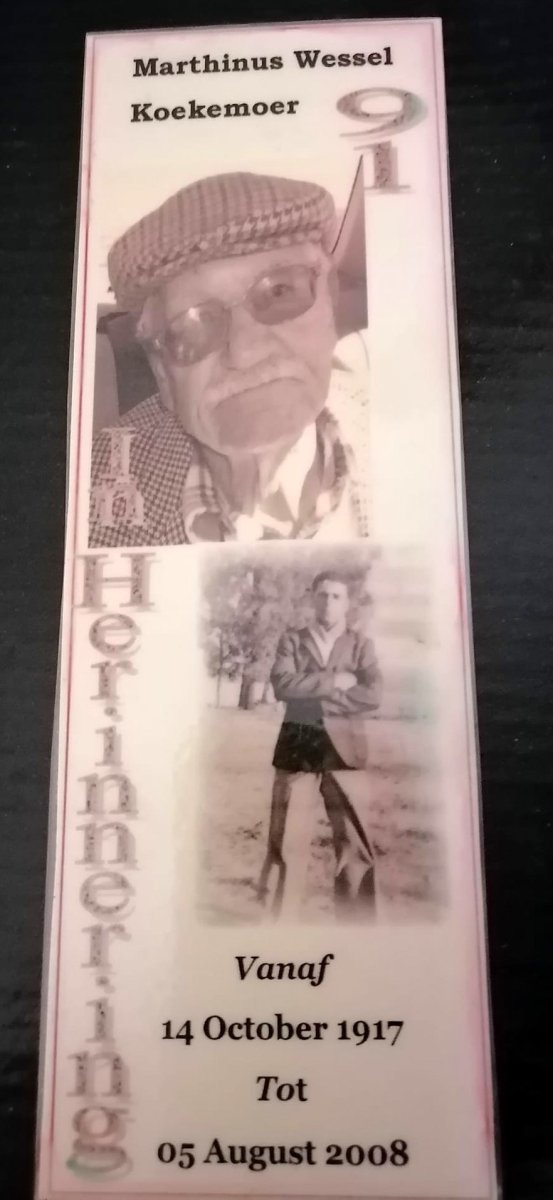 Marthinus Wessel
Koekemoer
91
In
Herinnering
Vanaf
14 October 1917
Tot
05 August 2008